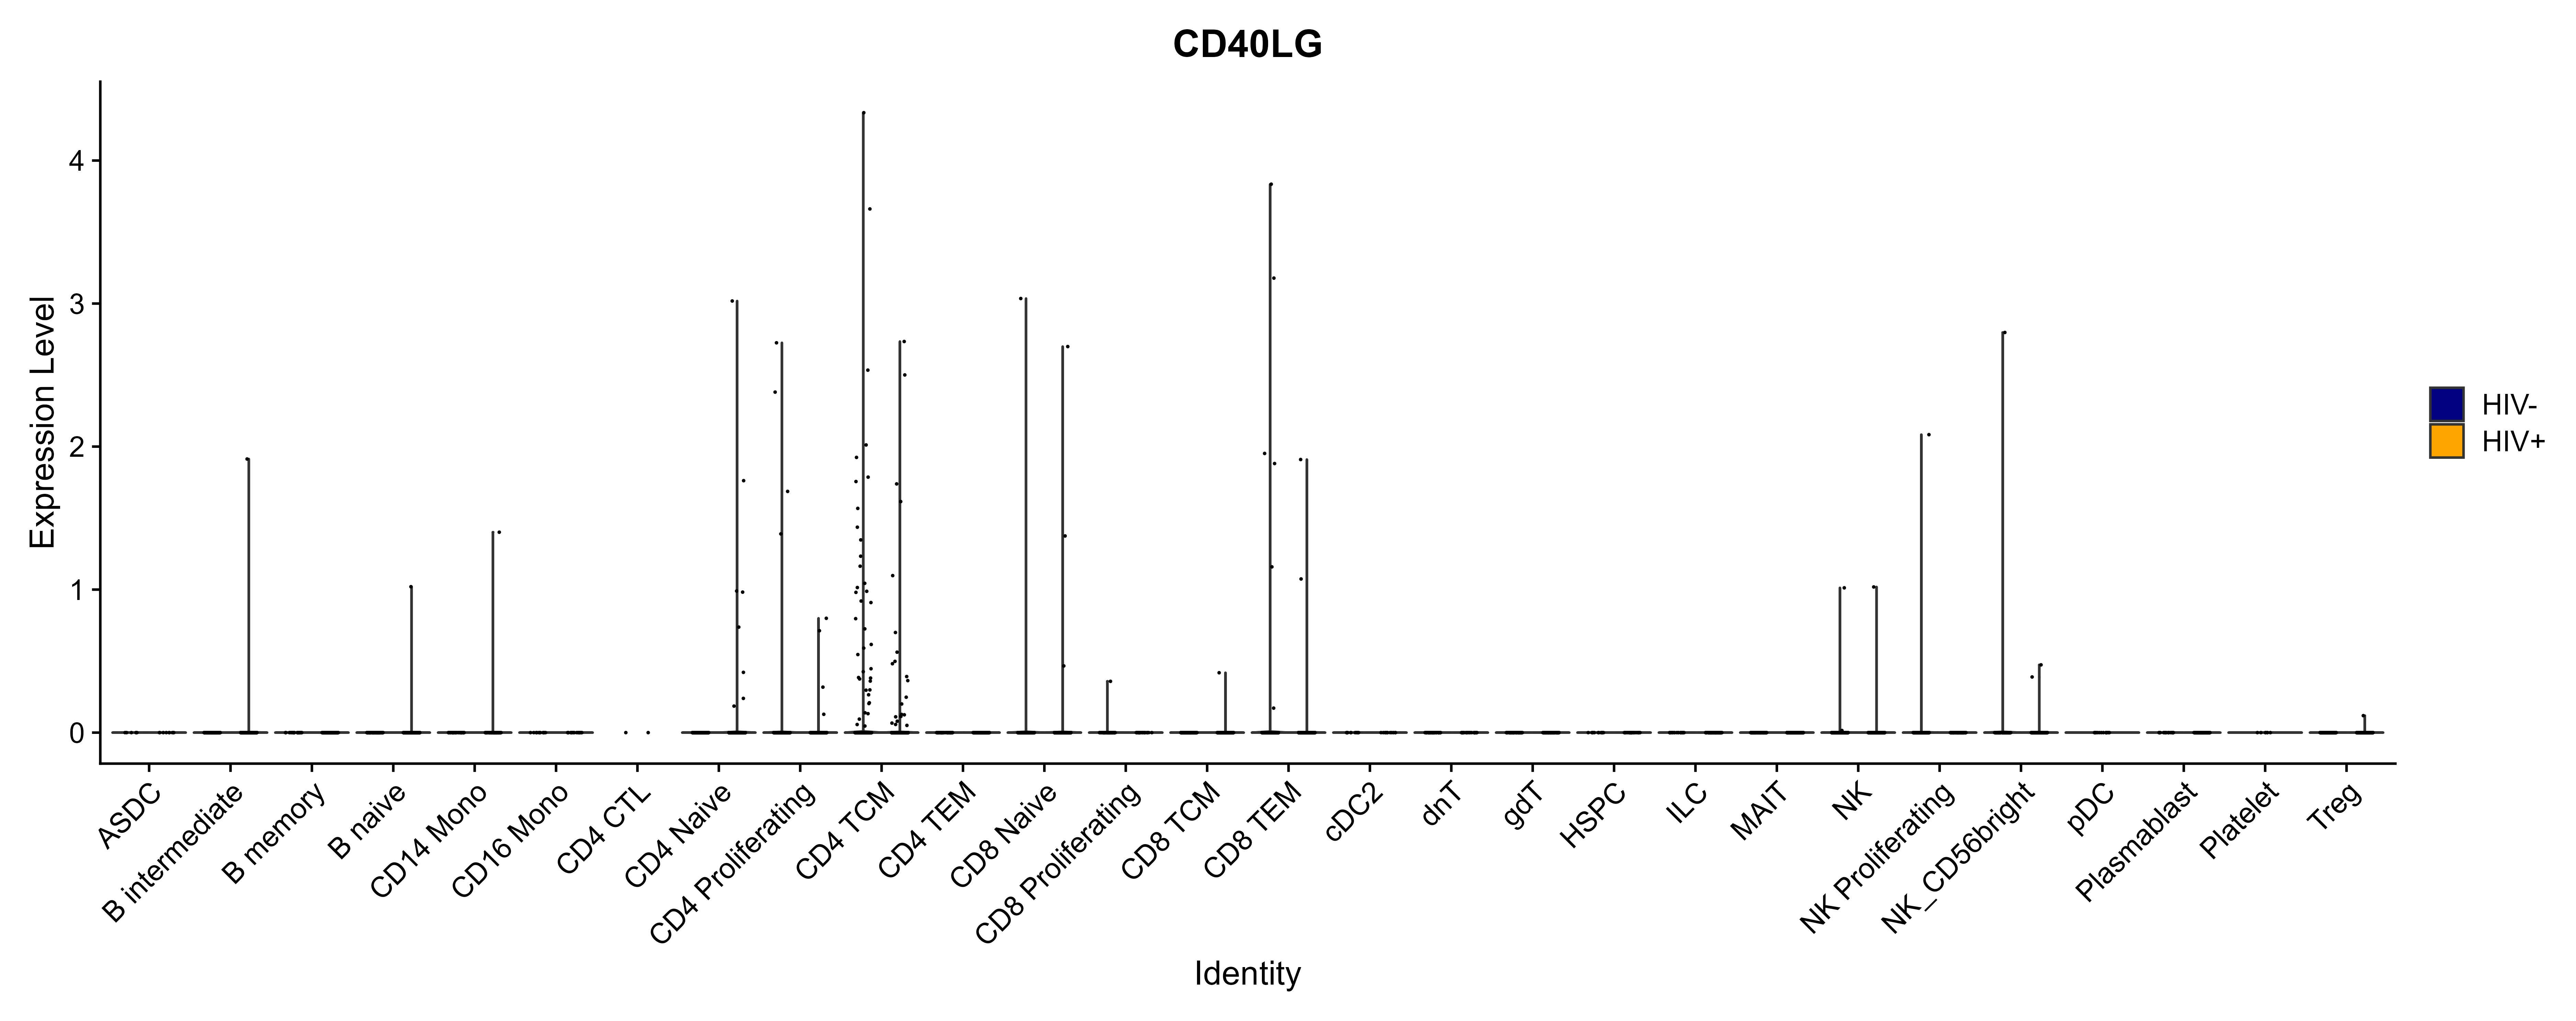 CD40LG
Expression Level
4
3
2
1
0
ASDC
B intermediate
B memory
B naive
CD14 Mono
CD16 Mono
CD4 CTL
CD4 Naive
CD4 Proliferating
CD4 TCM
CD4 TEM
CD8 Naive
CD8 Proliferating
CD8 TCM
CD8 TEM
cDC2
dnT
gdT
HSPC
ILC
MAIT
NK
NK Proliferating
NK_CD56bright
pDC
Plasmablast
Platelet
Treg
Identity
HIV-
HIV+